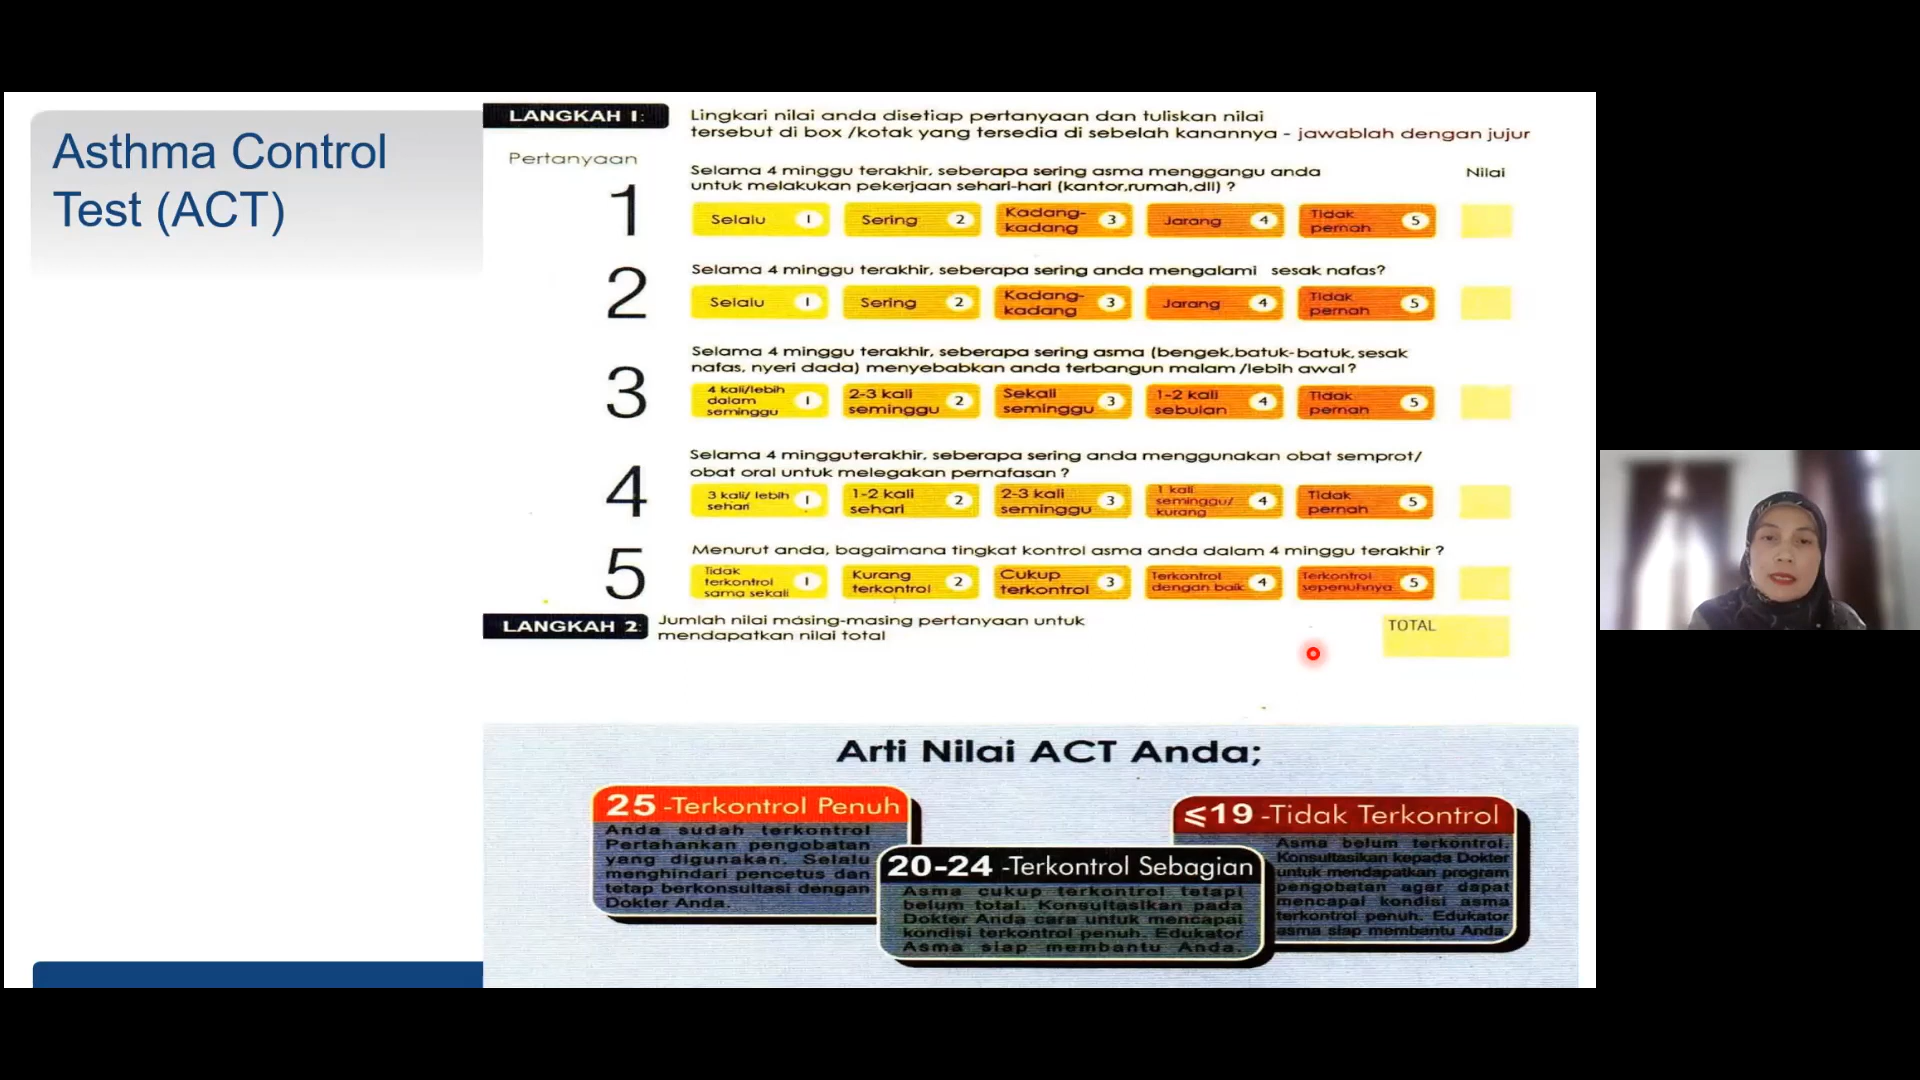 Asthma Control
Test (ACT)
LANGKAH 1:
Lingkari nilai anda disetiap pertanyaan dan tuliskan nilai
tersebut di box /kotak yang tersedia di sebelah kanannya - jawablah dengan jujur
Pertanyaan
Nilai
1
Selama 4 minggu terakhir, seberapa sering asma menggangu anda
untuk melakukan pekerjaan sehari-hari (kantor,rumah,dll) ?
Selalu 1
Sering 2
Kadang-
kadang 3
Jarang 4
Tidak
pernah 5
2
Selama 4 minggu terakhir, seberapa sering anda mengalami sesak nafas?
Selalu 1
Sering 2
Kadang-
kadang 3
Jarang 4
Tidak
pernah 5
3
Selama 4 minggu terakhir, seberapa sering asma (bengek,batuk-batuk,sesak
nafas, nyeri dada) menyebabkan anda terbangun malam /lebih awal?
4 kali/lebih
dalam
seminggu 1
2-3 kali
seminggu 2
Sekali
seminggu 3
1-2 kali
sebulan 4
Tidak
pernah 5
4
Selama 4 mingguterakhir, seberapa sering anda menggunakan obat semprot/
obat oral untuk melegakan pernafasan ?
3 kali/ lebih
sehari 1
1-2 kali
sehari 2
2-3 kali
seminggu 3
1 kali
seminggu/
kurang 4
Tidak
pernah 5
5
Menurut anda, bagaimana tingkat kontrol asma anda dalam 4 minggu terakhir ?
Tidak
terkontrol
sama sekali 1
Kurang
terkontrol 2
Cukup
terkontrol 3
Terkontrol
dengan baik 4
Terkontrol
sepenuhnya 5
LANGKAH 2:
Jumlah nilai masing-masing pertanyaan untuk
mendapatkan nilai total
TOTAL
Arti Nilai ACT Anda;
25 -Terkontrol Penuh
Anda sudah terkontrol
Pertahankan pengobatan
yang digunakan. Selalu
menghindari pencetus dan
tetap berkonsultasi dengan
Dokter Anda.
20-24 -Terkontrol Sebagian
Asma cukup terkontrol tetapi
belum total. Konsultasikan pada
Dokter Anda cara untuk mencapai
kondisi terkontrol penuh. Edukator
Asma siap membantu Anda.
≤19 -Tidak Terkontrol
Asma belum terkontrol.
Konsultasikan kepada Dokter
untuk mendapatkan program
pengobatan agar dapat
mencapai kondisi asma
terkontrol penuh. Edukator
asma siap membantu Anda